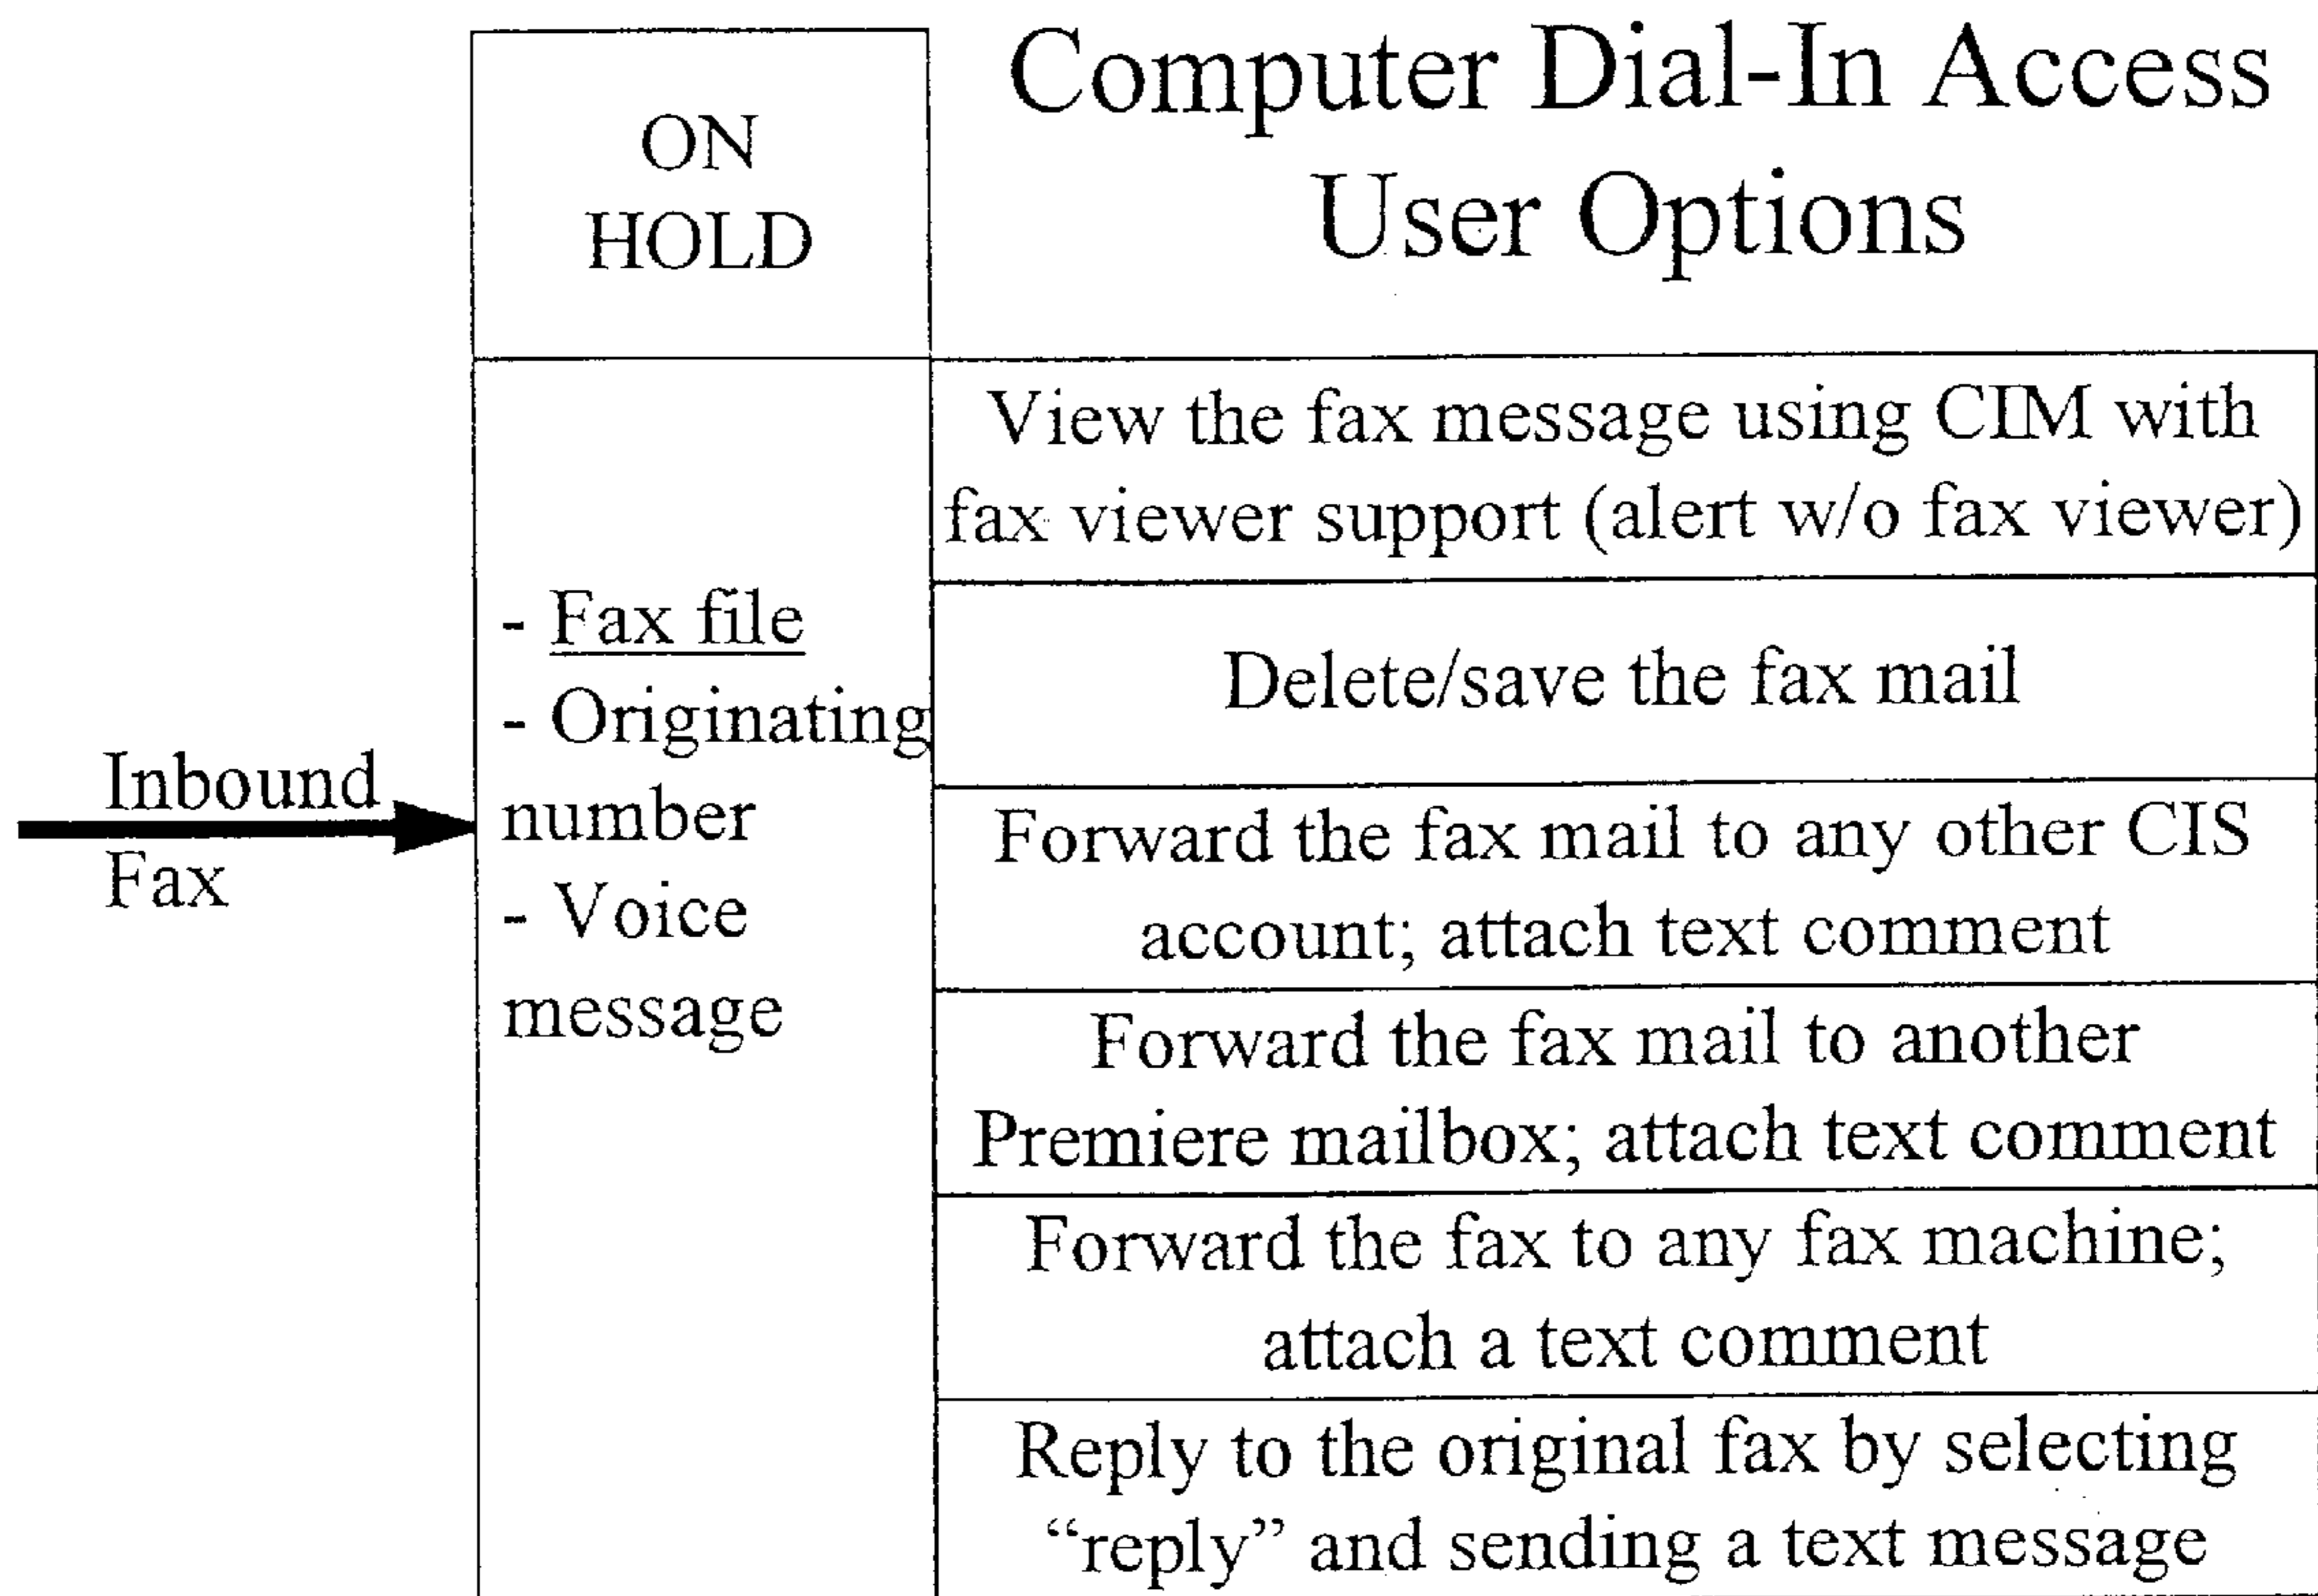 Computer Dial-In Access
User Options
ON
HOLD
Inbound
Fax
- Fax file
- Originating
number
- Voice
message
View the fax message using CIM with
fax viewer support (alert w/o fax viewer)
Delete/save the fax mail
Forward the fax mail to any other CIS
account; attach text comment
Forward the fax mail to another
Premiere mailbox; attach text comment
Forward the fax to any fax machine;
attach a text comment
Reply to the original fax by selecting
“reply” and sending a text message